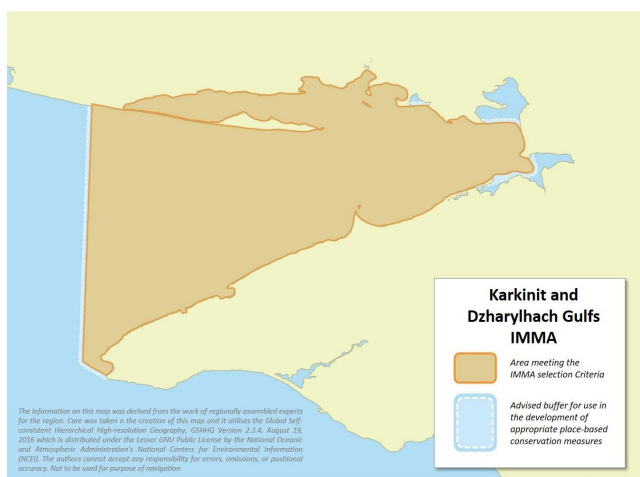 Karkinit and
Dzharylhach Gulfs
IMMA
Area meeting the
IMMA selection Criteria
Advised buffer for use in
the development of
appropriate place-based
conservation measures
The information on this map was derived from the work of regionally assembled experts
for the region. Care was taken n the creation of this map and it utilises the Global Self-
consistent Hierarchical High-resolution Geography, GSHHG Version 2.3.4. August 19,
2016 which is distributed under the Lesser GNU Public License by the National Oceanic
and Atmospheric Administration's National Centers for Environmental Information
(NCEI). The authors cannot accept any responsibility for errors, omissions, or positional
accuracy. Not to be used for purpose of navigation